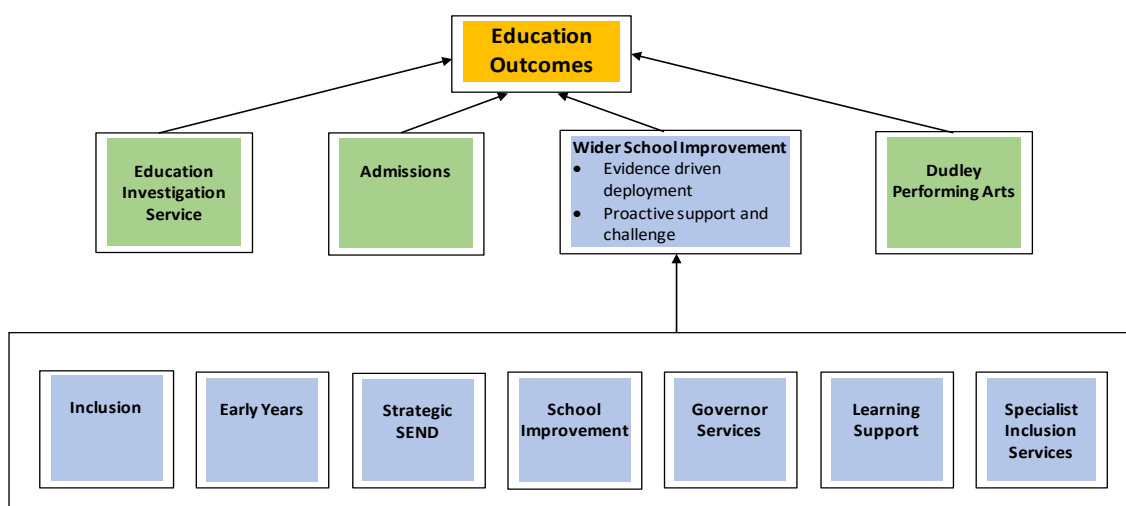 Education
Outcomes
Education
Investigation
Service
Admissions
Wider School Improvement
• Evidence driven
deployment
• Proactive support and
challenge
Dudley
Performing Arts
Inclusion
Early Years
Strategic
SEND
School
Improvement
Governor
Services
Learning
Support
Specialist
Inclusion
Services